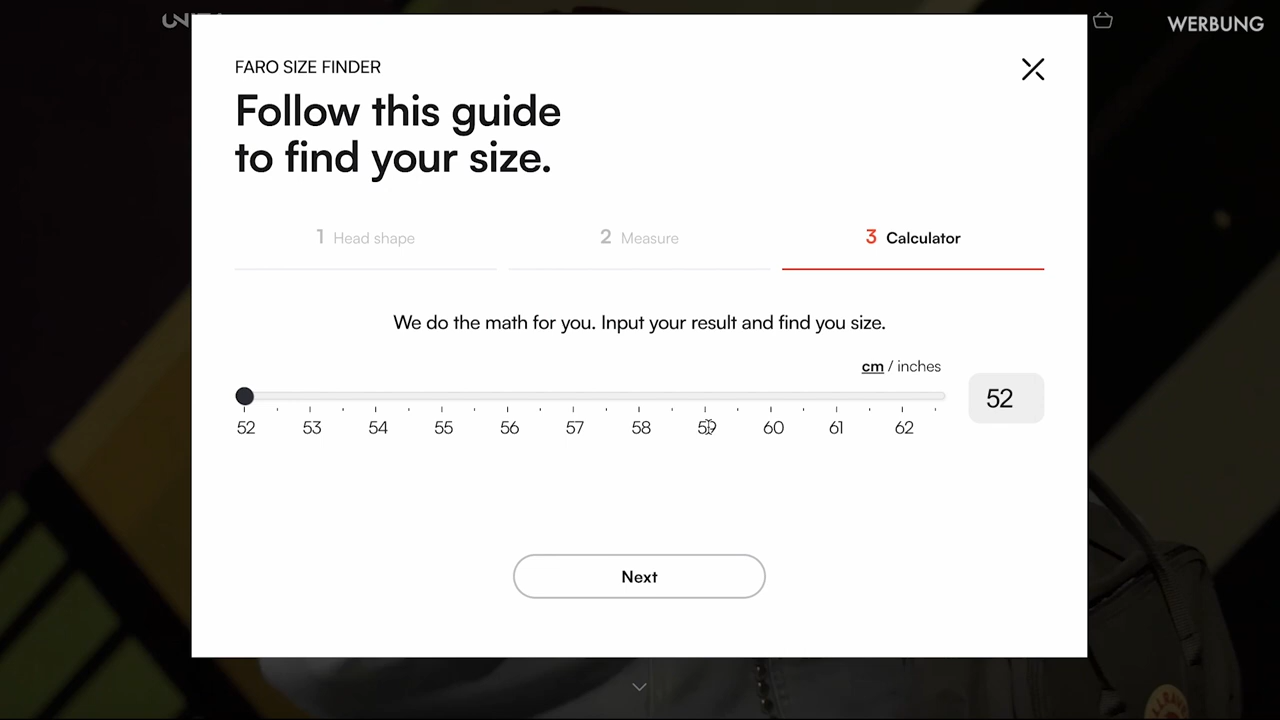 WERBUNG
FARO SIZE FINDER
Follow this guide
to find your size.
1 Head shape
2 Measure
3 Calculator
We do the math for you. Input your result and find you size.
cm / inches
52
52 53 54 55 56 57 58 59 60 61 62
Next